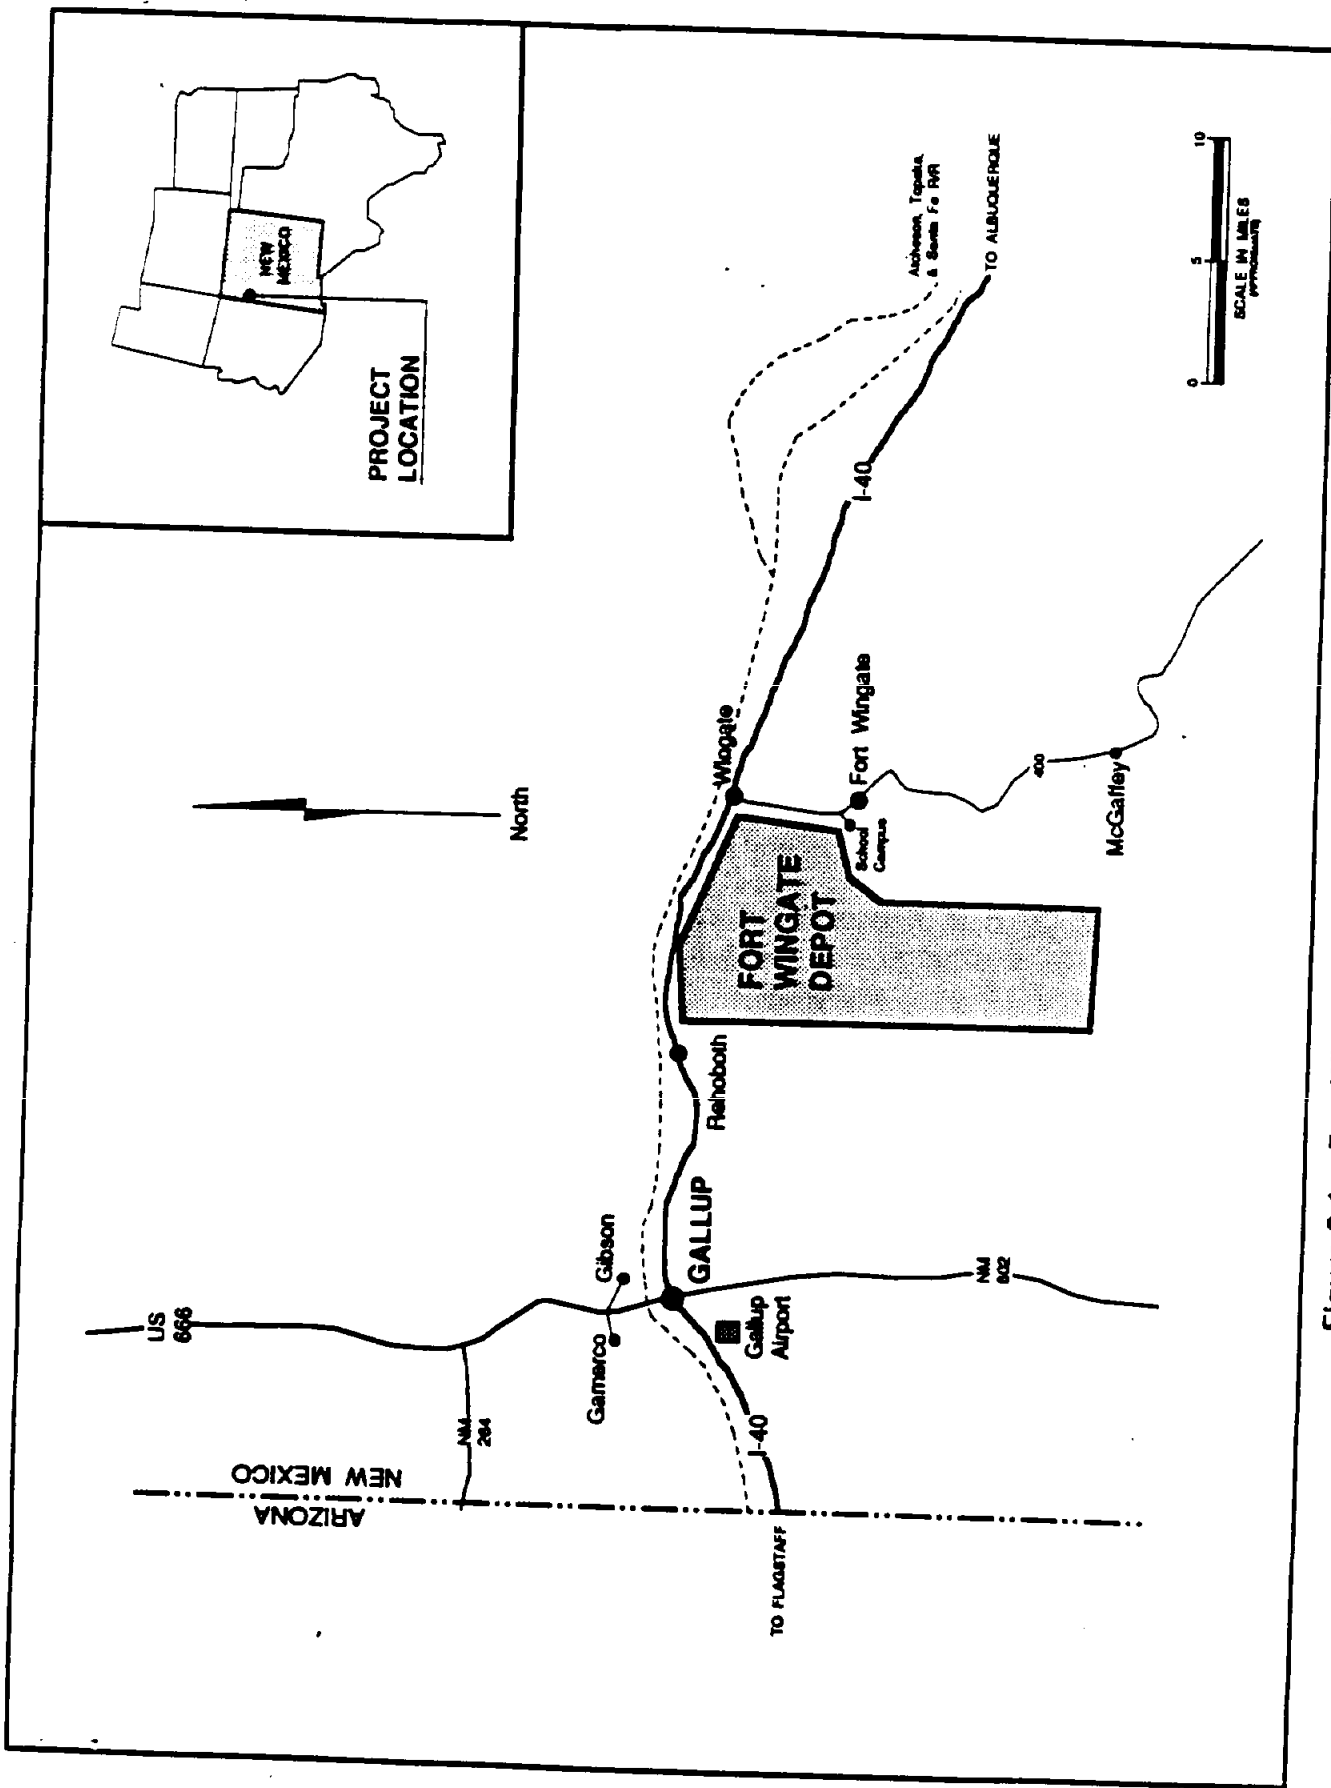 NEW
MEXICO
PROJECT
LOCATION
North
US
666
NM
264
NEW MEXICO
ARIZONA
Gamerco
Gibson
GALLUP
Gallup
Airport
I-40
TO FLAGSTAFF
NM
602
Rehoboth
FORT
WINGATE
DEPOT
Wingate
School
Campus
Fort Wingate
400
McGaffey
I-40
Atcheson, Topeka,
& Santa Fe R/R
TO ALBUQUERQUE
0
5
10
SCALE IN MILES
(APPROXIMATE)